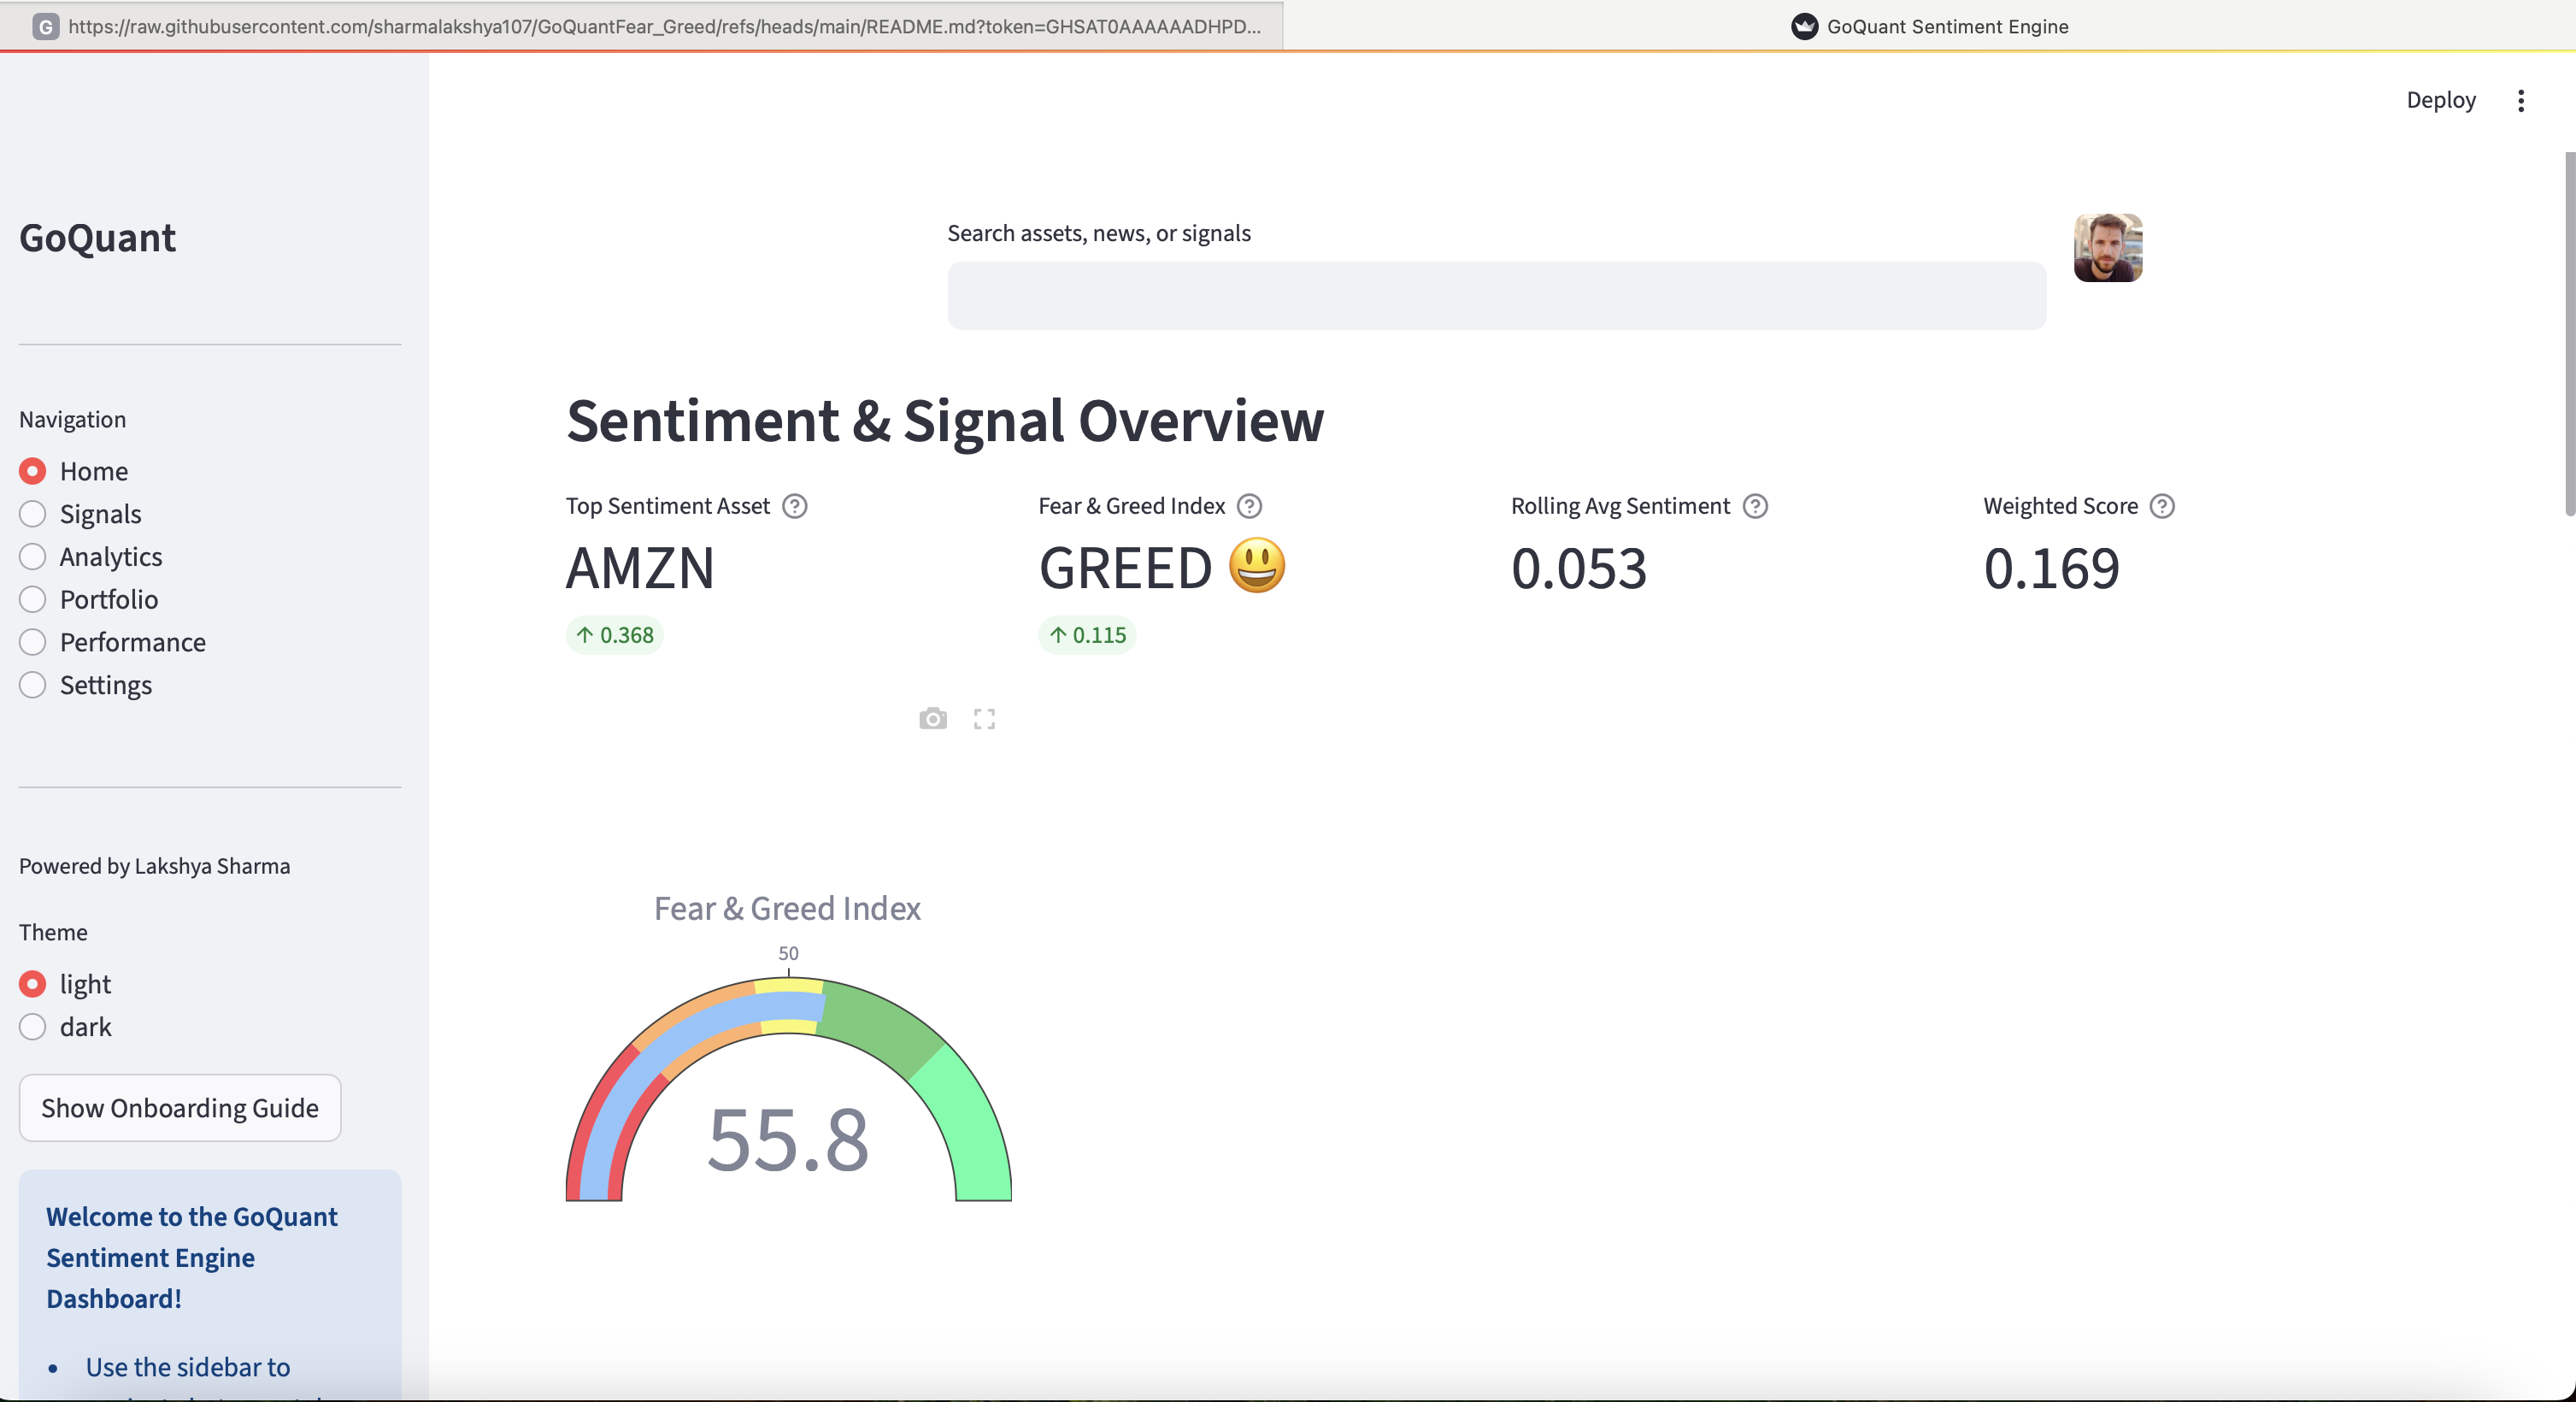 G https://raw.githubusercontent.com/sharmalakshya107/GoQuantFear_Greed/refs/heads/main/README.md?token=GHSAT0AAAAAADHPD...
GoQuant Sentiment Engine
Deploy
GoQuant
Search assets, news, or signals
Navigation
Home
Signals
Analytics
Portfolio
Performance
Settings
Sentiment & Signal Overview
Top Sentiment Asset ?
AMZN
↑ 0.368
Fear & Greed Index ?
GREED 😃
↑ 0.115
Rolling Avg Sentiment ?
0.053
Weighted Score ?
0.169
Powered by Lakshya Sharma
Theme
light
dark
Show Onboarding Guide
Welcome to the GoQuant
Sentiment Engine
Dashboard!
• Use the sidebar to
Fear & Greed Index
50
55.8